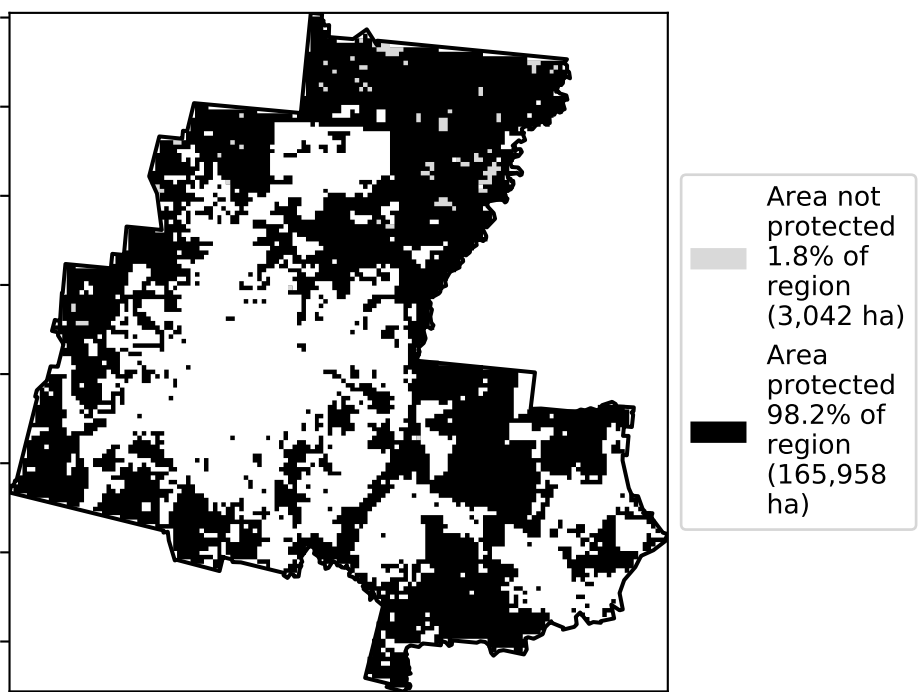 Area not
protected
1.8% of
region
(3,042 ha)
Area
protected
98.2% of
region
(165,958
ha)